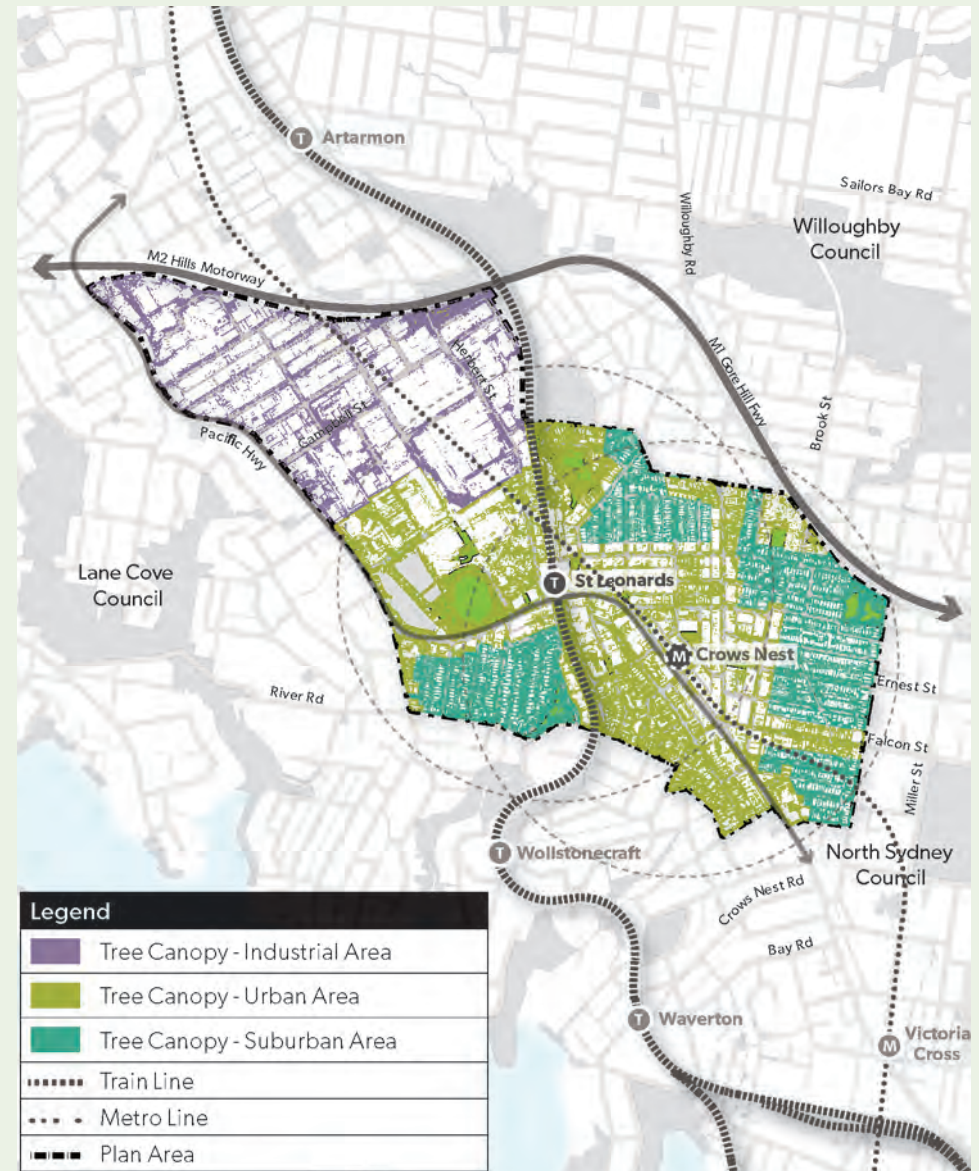 T Artarmon
Sailors Bay Rd
Willoughby Rd
Willoughby
Council
M2 Hills Motorway
Herbert St
M1 Gore Hill Fwy
Brook St
Campbell St
Pacific Hwy
Lane Cove
Council
T St Leonards
M Crows Nest
Ernest St
River Rd
Falcon St
Miller St
T Wollstonecraft
North Sydney
Council
Crows Nest Rd
Bay Rd
T Waverton
M Victoria
Cross
Legend
Tree Canopy - Industrial Area
Tree Canopy - Urban Area
Tree Canopy - Suburban Area
Train Line
Metro Line
Plan Area